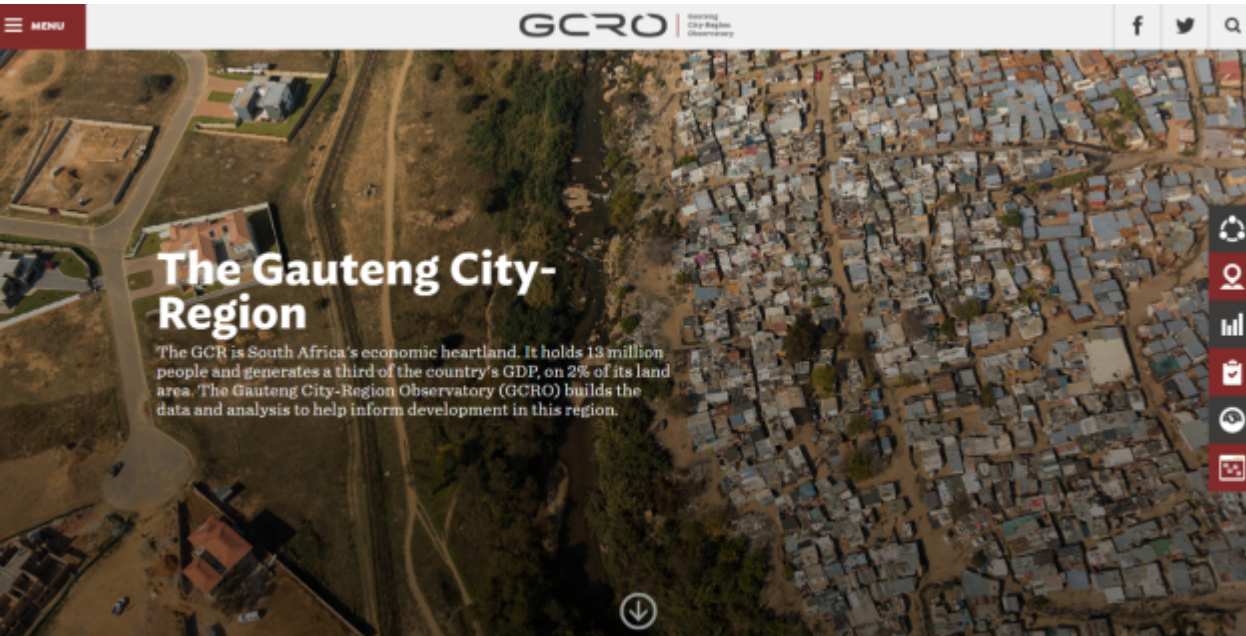 MENU
GCRO
Gauteng
City-Region
Observatory
The Gauteng City-
Region
The GCR is South Africa's economic heartland. It holds 13 million
people and generates a third of the country's GDP, on 2% of its land
area. The Gauteng City-Region Observatory (GCRO) builds the
data and analysis to help inform development in this region.